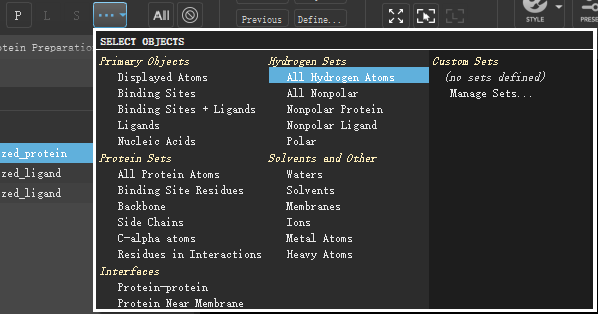 P L S ... All
Previous Define...
STYLE PRESE
otein Preparation
SELECT OBJECTS
Primary Objects
Displayed Atoms
Binding Sites
Binding Sites + Ligands
Ligands
Nucleic Acids
Protein Sets
All Protein Atoms
Binding Site Residues
Backbone
Side Chains
C-alpha atoms
Residues in Interactions
Interfaces
Protein-protein
Protein Near Membrane
Hydrogen Sets
All Hydrogen Atoms
All Nonpolar
Nonpolar Protein
Nonpolar Ligand
Polar
Solvents and Other
Waters
Solvents
Membranes
Ions
Metal Atoms
Heavy Atoms
Custom Sets
(no sets defined)
Manage Sets...
zed_protein
zed_ligand
zed_ligand